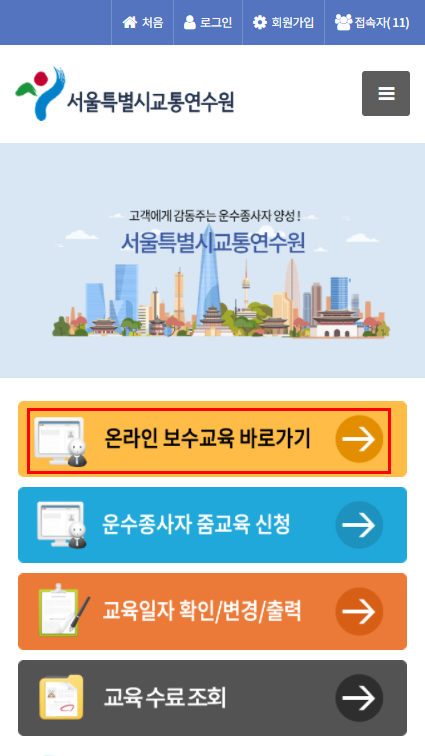 처음 로그인 회원가입 접속자( 11)
서울특별시교통연수원
고객에게 감동주는 운수종사자 양성 !
서울특별시교통연수원
온라인 보수교육 바로가기
운수종사자 줌교육 신청
교육일자 확인/변경/출력
교육 수료 조회